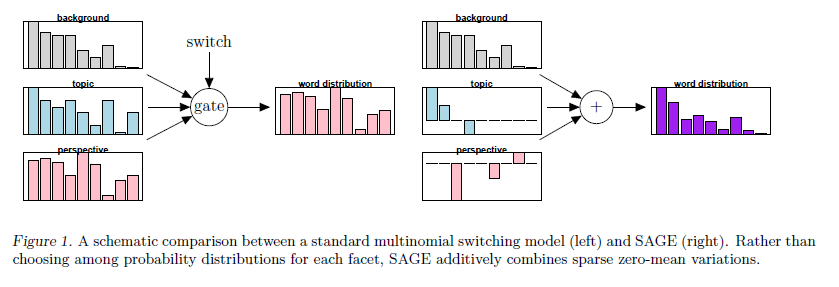 background
switch
topic
gate
word distribution
perspective
background
topic
+
word distribution
perspective
Figure 1. A schematic comparison between a standard multinomial switching model (left) and SAGE (right). Rather than
choosing among probability distributions for each facet, SAGE additively combines sparse zero-mean variations.